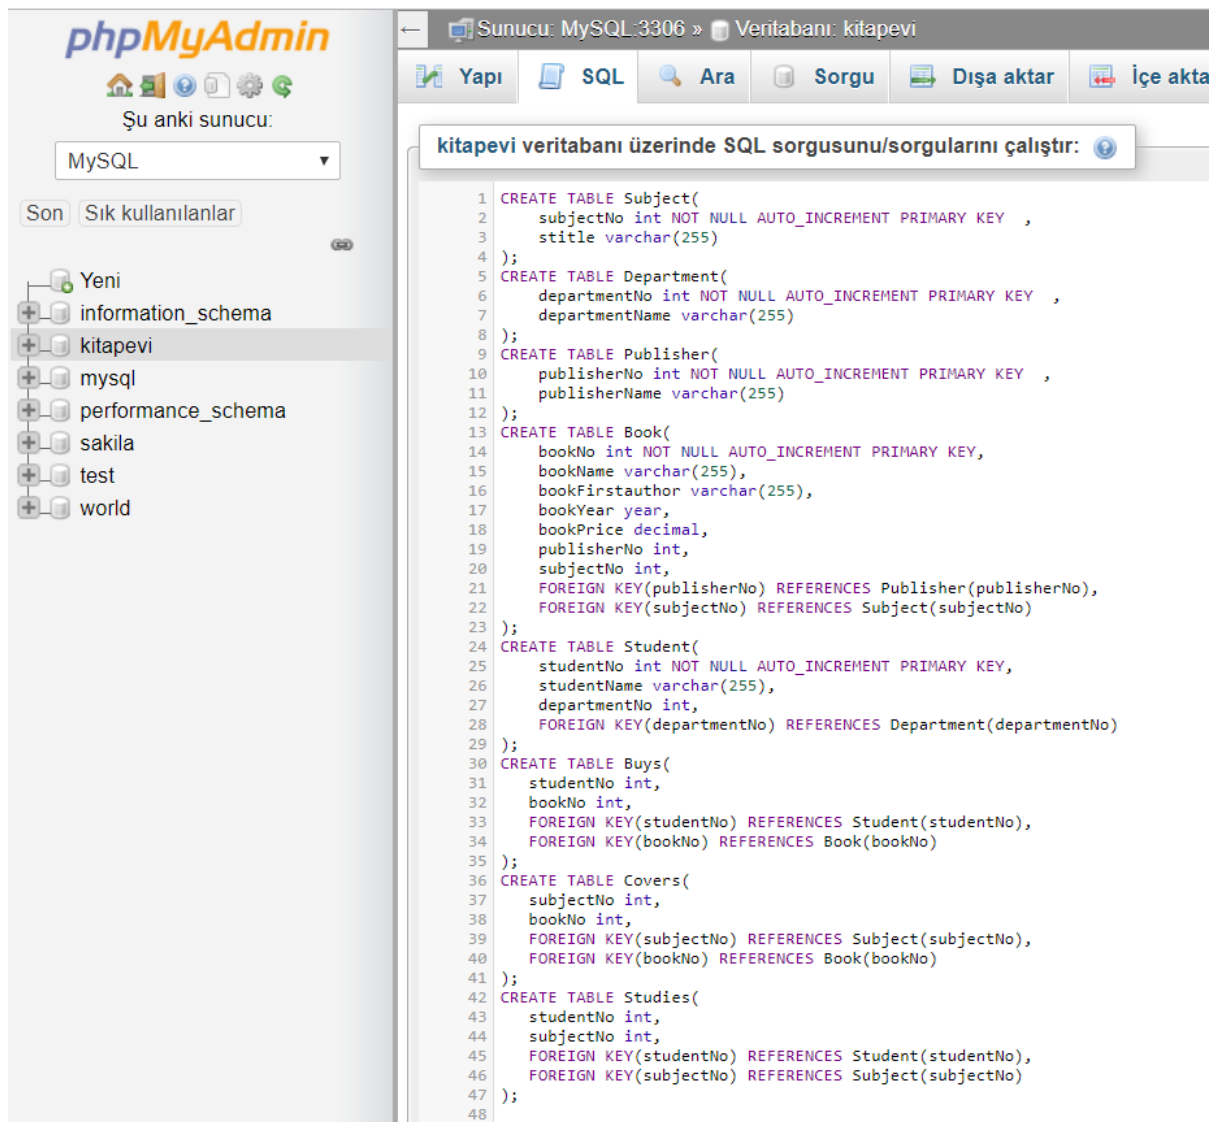 phpMyAdmin
Şu anki sunucu:
MySQL
Son Sık kullanılanlar
Yeni
information_schema
kitapevi
mysql
performance_schema
sakila
test
world
← Sunucu: MySQL:3306 » Veritabanı: kitapevi
Yapı SQL Ara Sorgu Dışa aktar İçe akta
kitapevi veritabanı üzerinde SQL sorgusunu/sorgularını çalıştır:
1 CREATE TABLE Subject(
2 subjectNo int NOT NULL AUTO_INCREMENT PRIMARY KEY ,
3 stitle varchar(255)
4 );
5 CREATE TABLE Department(
6 departmentNo int NOT NULL AUTO_INCREMENT PRIMARY KEY ,
7 departmentName varchar(255)
8 );
9 CREATE TABLE Publisher(
10 publisherNo int NOT NULL AUTO_INCREMENT PRIMARY KEY ,
11 publisherName varchar(255)
12 );
13 CREATE TABLE Book(
14 bookNo int NOT NULL AUTO_INCREMENT PRIMARY KEY,
15 bookName varchar(255),
16 bookFirstauthor varchar(255),
17 bookYear year,
18 bookPrice decimal,
19 publisherNo int,
20 subjectNo int,
21 FOREIGN KEY(publisherNo) REFERENCES Publisher(publisherNo),
22 FOREIGN KEY(subjectNo) REFERENCES Subject(subjectNo)
23 );
24 CREATE TABLE Student(
25 studentNo int NOT NULL AUTO_INCREMENT PRIMARY KEY,
26 studentName varchar(255),
27 departmentNo int,
28 FOREIGN KEY(departmentNo) REFERENCES Department(departmentNo)
29 );
30 CREATE TABLE Buys(
31 studentNo int,
32 bookNo int,
33 FOREIGN KEY(studentNo) REFERENCES Student(studentNo),
34 FOREIGN KEY(bookNo) REFERENCES Book(bookNo)
35 );
36 CREATE TABLE Covers(
37 subjectNo int,
38 bookNo int,
39 FOREIGN KEY(subjectNo) REFERENCES Subject(subjectNo),
40 FOREIGN KEY(bookNo) REFERENCES Book(bookNo)
41 );
42 CREATE TABLE Studies(
43 studentNo int,
44 subjectNo int,
45 FOREIGN KEY(studentNo) REFERENCES Student(studentNo),
46 FOREIGN KEY(subjectNo) REFERENCES Subject(subjectNo)
47 );
48